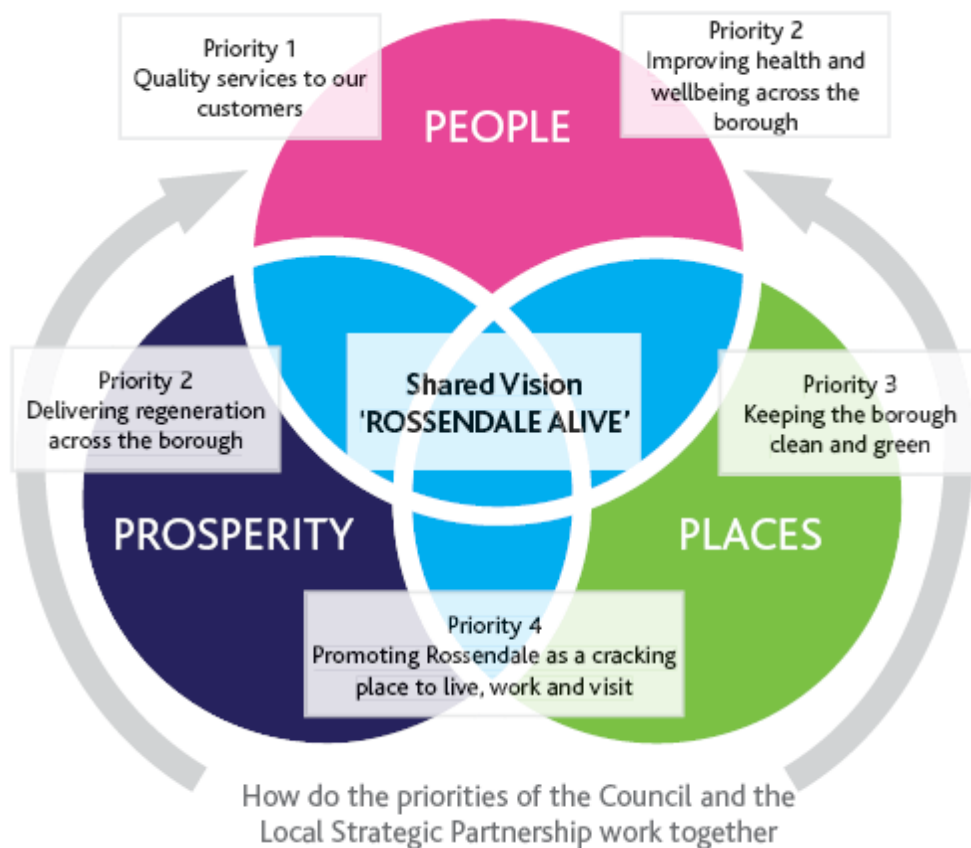 Priority 1
Quality services to our
customers
Priority 2
Improving health and
wellbeing across the
borough
PEOPLE
Priority 2
Delivering regeneration
across the borough
Shared Vision
'ROSSENDALE ALIVE'
Priority 3
Keeping the borough
clean and green
PROSPERITY
PLACES
Priority 4
Promoting Rossendale as a cracking
place to live, work and visit
How do the priorities of the Council and the
Local Strategic Partnership work together